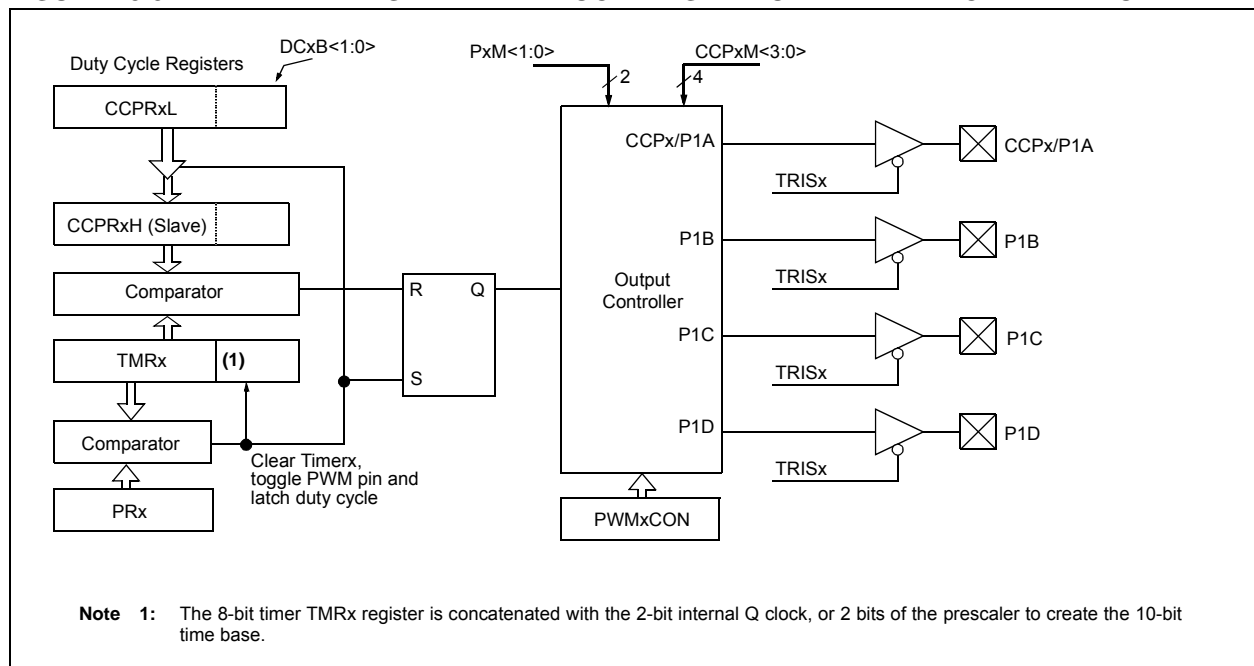 DCxB<1:0>
Duty Cycle Registers
CCPRxL
CCPRxH (Slave)
Comparator
TMRx
(1)
Comparator
PRx
Clear Timerx,
toggle PWM pin and
latch duty cycle
R
Q
S
PxM<1:0>
2
CCPxM<3:0>
4
CCPx/P1A
P1B
Output
Controller
P1C
P1D
PWMxCON
TRISx
CCPx/P1A
TRISx
P1B
TRISx
P1C
TRISx
P1D
Note 1: The 8-bit timer TMRx register is concatenated with the 2-bit internal Q clock, or 2 bits of the prescaler to create the 10-bit
time base.